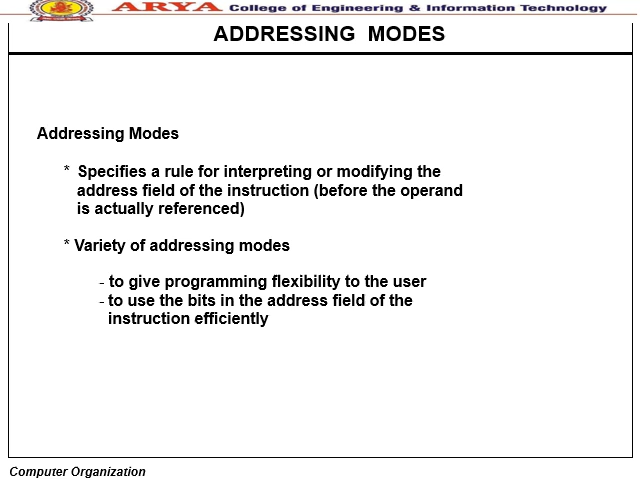 ARYA College of Engineering & Information Technology
ADDRESSING MODES
Addressing Modes
* Specifies a rule for interpreting or modifying the
address field of the instruction (before the operand
is actually referenced)
* Variety of addressing modes
- to give programming flexibility to the user
- to use the bits in the address field of the
instruction efficiently
Computer Organization